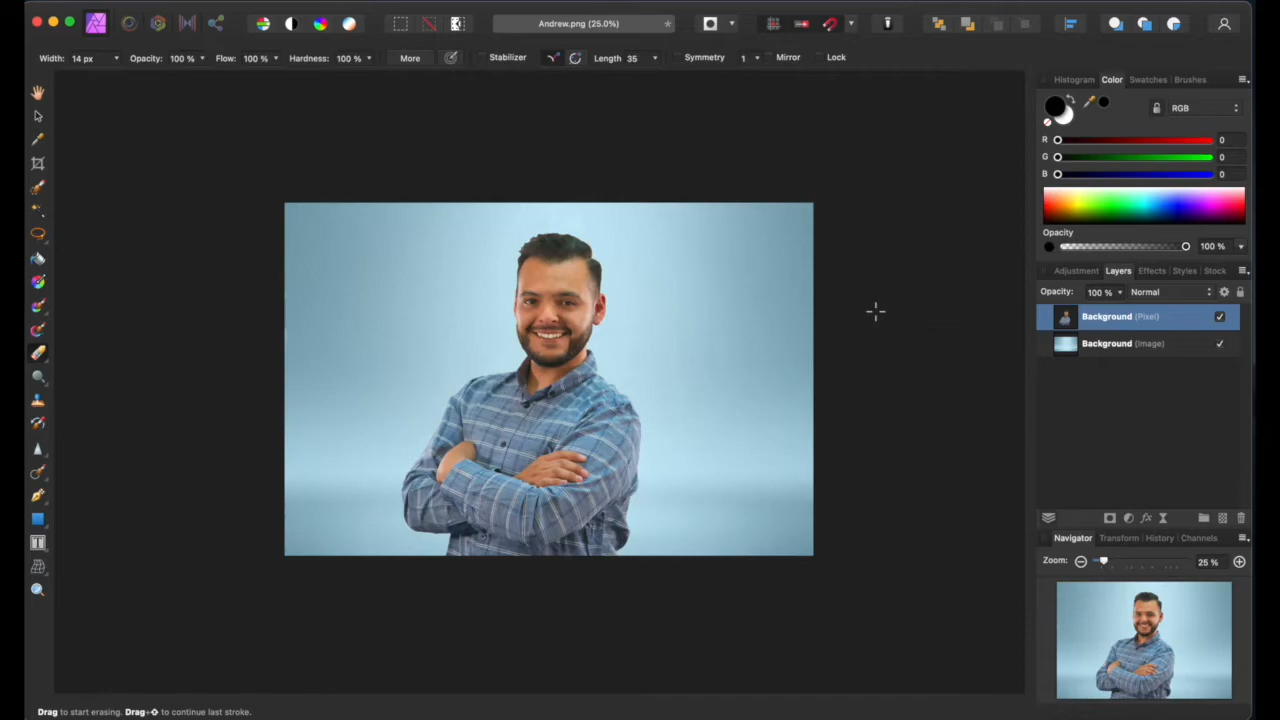 Andrew.png (25.0%)
Width: 14 px Opacity: 100 % Flow: 100 % Hardness: 100 % More Stabilizer Length 35 Symmetry 1 Mirror Lock
Histogram Color Swatches Brushes
RGB
R 0
G 0
B 0
Opacity
100 %
Adjustment Layers Effects Styles Stock
Opacity: 100 % Normal
Background (Pixel)
Background (Image)
Navigator Transform History Channels
Zoom: 25 %
Drag to start erasing. Drag+ to continue last stroke.